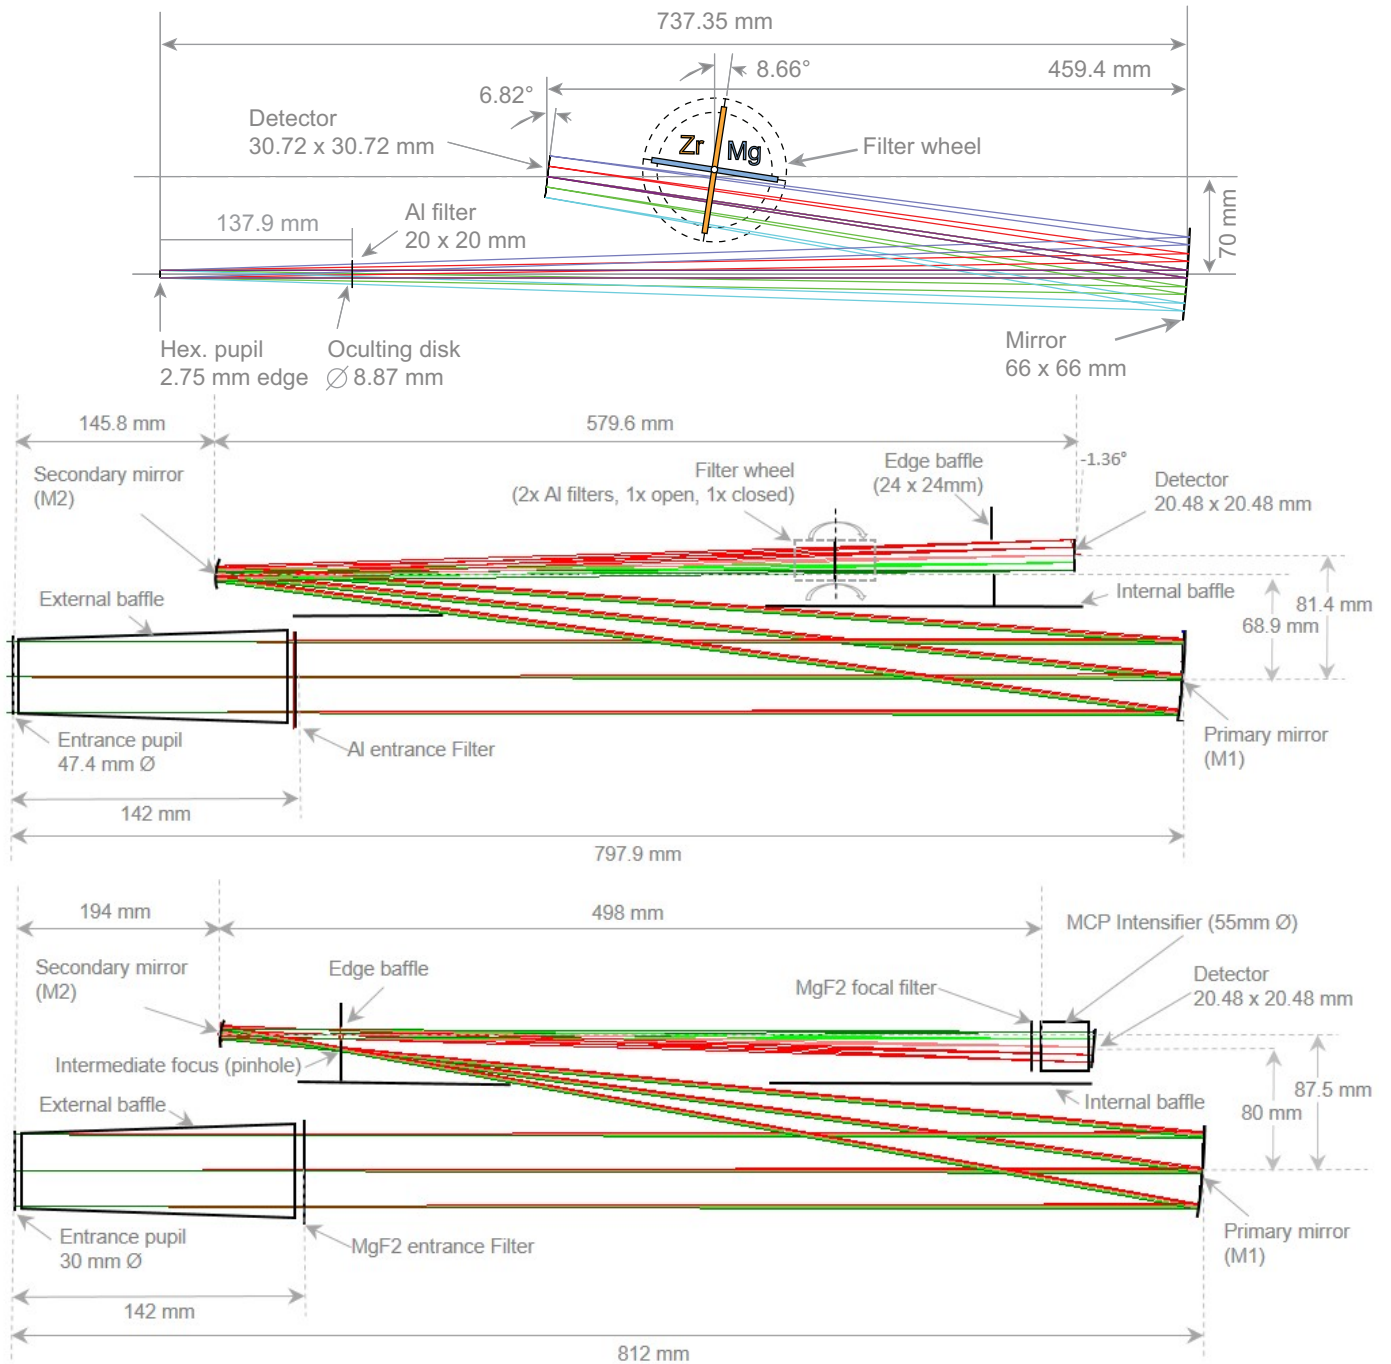 737.35 mm
8.66°
459.4 mm
6.82°
Detector
30.72 x 30.72 mm
Zr
Mg
Filter wheel
Al filter
20 x 20 mm
137.9 mm
70 mm
Hex. pupil
2.75 mm edge
Oculting disk
∅ 8.87 mm
Mirror
66 x 66 mm
145.8 mm
579.6 mm
Secondary mirror
(M2)
Filter wheel
(2x Al filters, 1x open, 1x closed)
Edge baffle
(24 x 24mm)
-1.36°
Detector
20.48 x 20.48 mm
External baffle
Internal baffle
81.4 mm
68.9 mm
Entrance pupil
47.4 mm Ø
Al entrance Filter
Primary mirror
(M1)
142 mm
797.9 mm
194 mm
498 mm
MCP Intensifier (55mm Ø)
Secondary mirror
(M2)
Edge baffle
MgF2 focal filter
Detector
20.48 x 20.48 mm
Intermediate focus (pinhole)
External baffle
Internal baffle
87.5 mm
80 mm
Entrance pupil
30 mm Ø
MgF2 entrance Filter
Primary mirror
(M1)
142 mm
812 mm